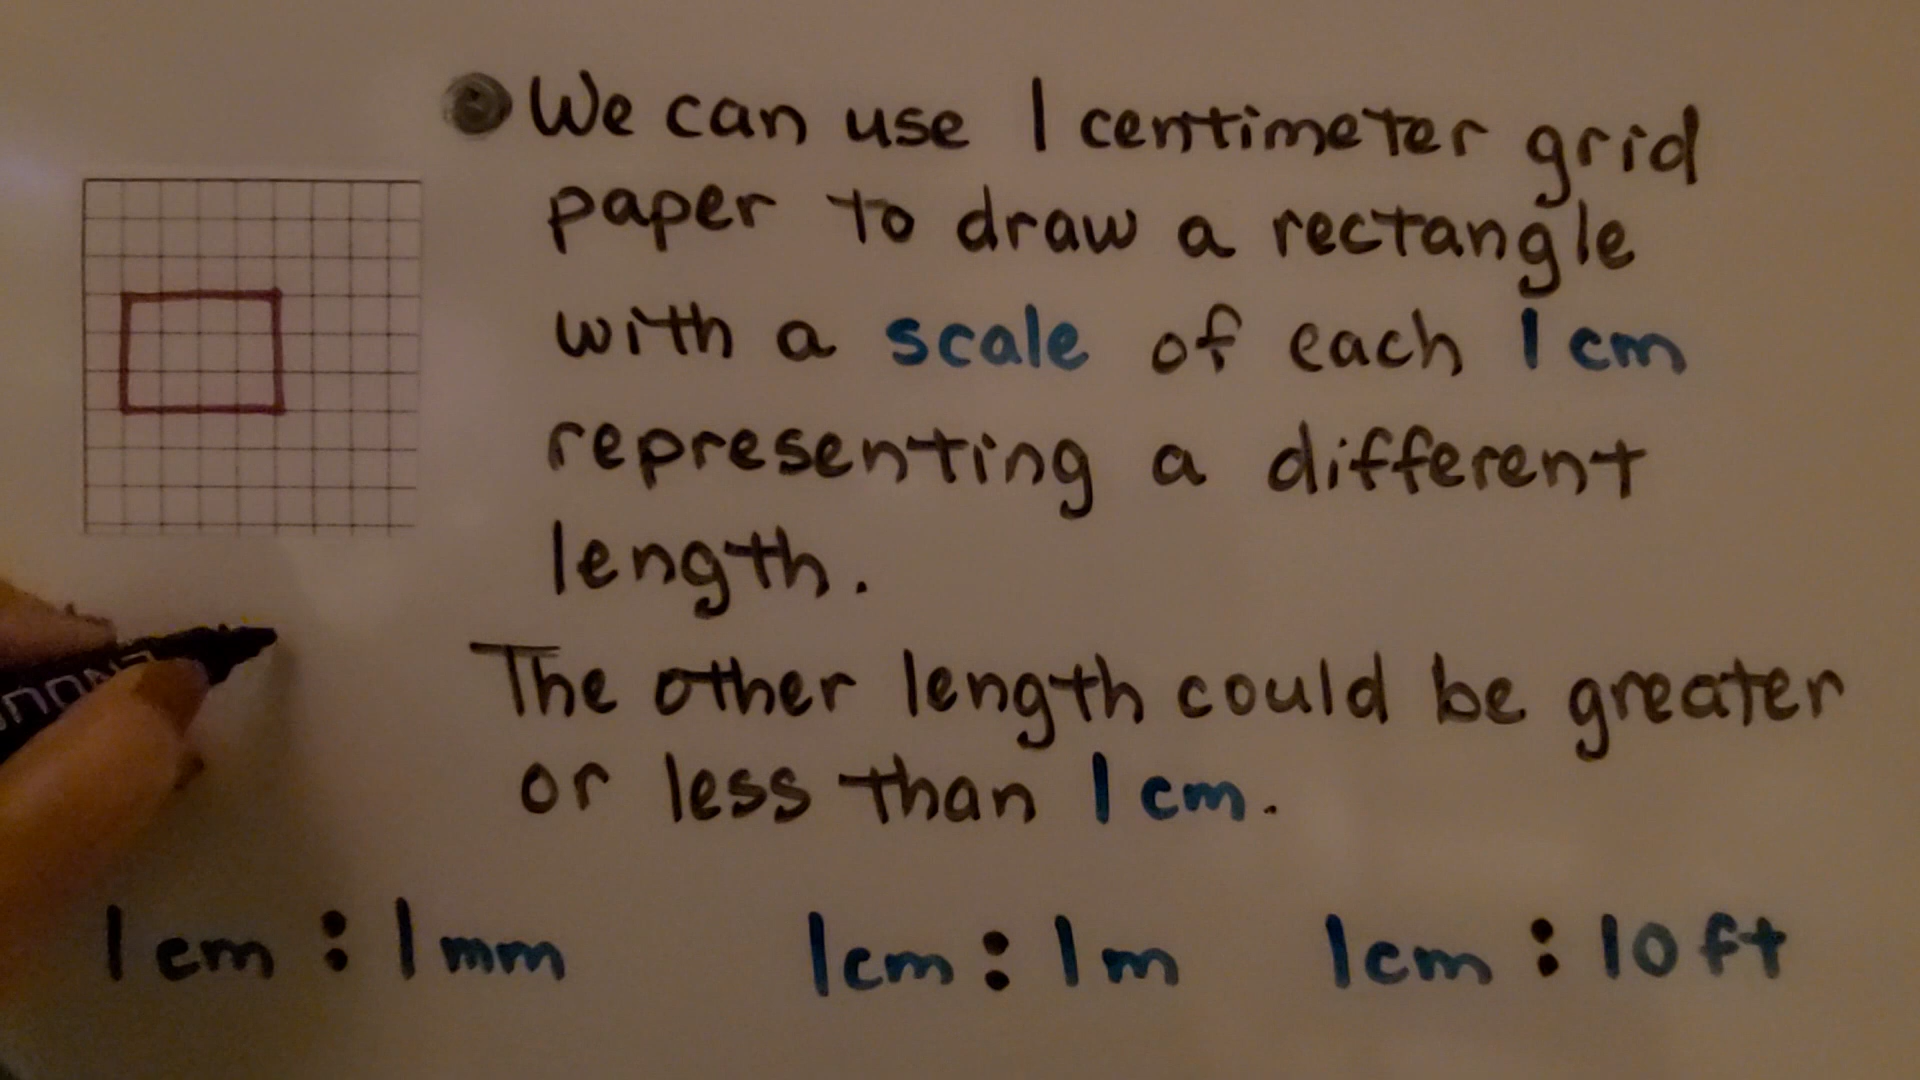 We can use 1 centimeter grid
paper to draw a rectangle
with a scale of each 1 cm
representing a different
length.
The other length could be greater
or less than 1 cm.
1 cm : 1 mm 1cm : 1 m 1cm : 10 ft